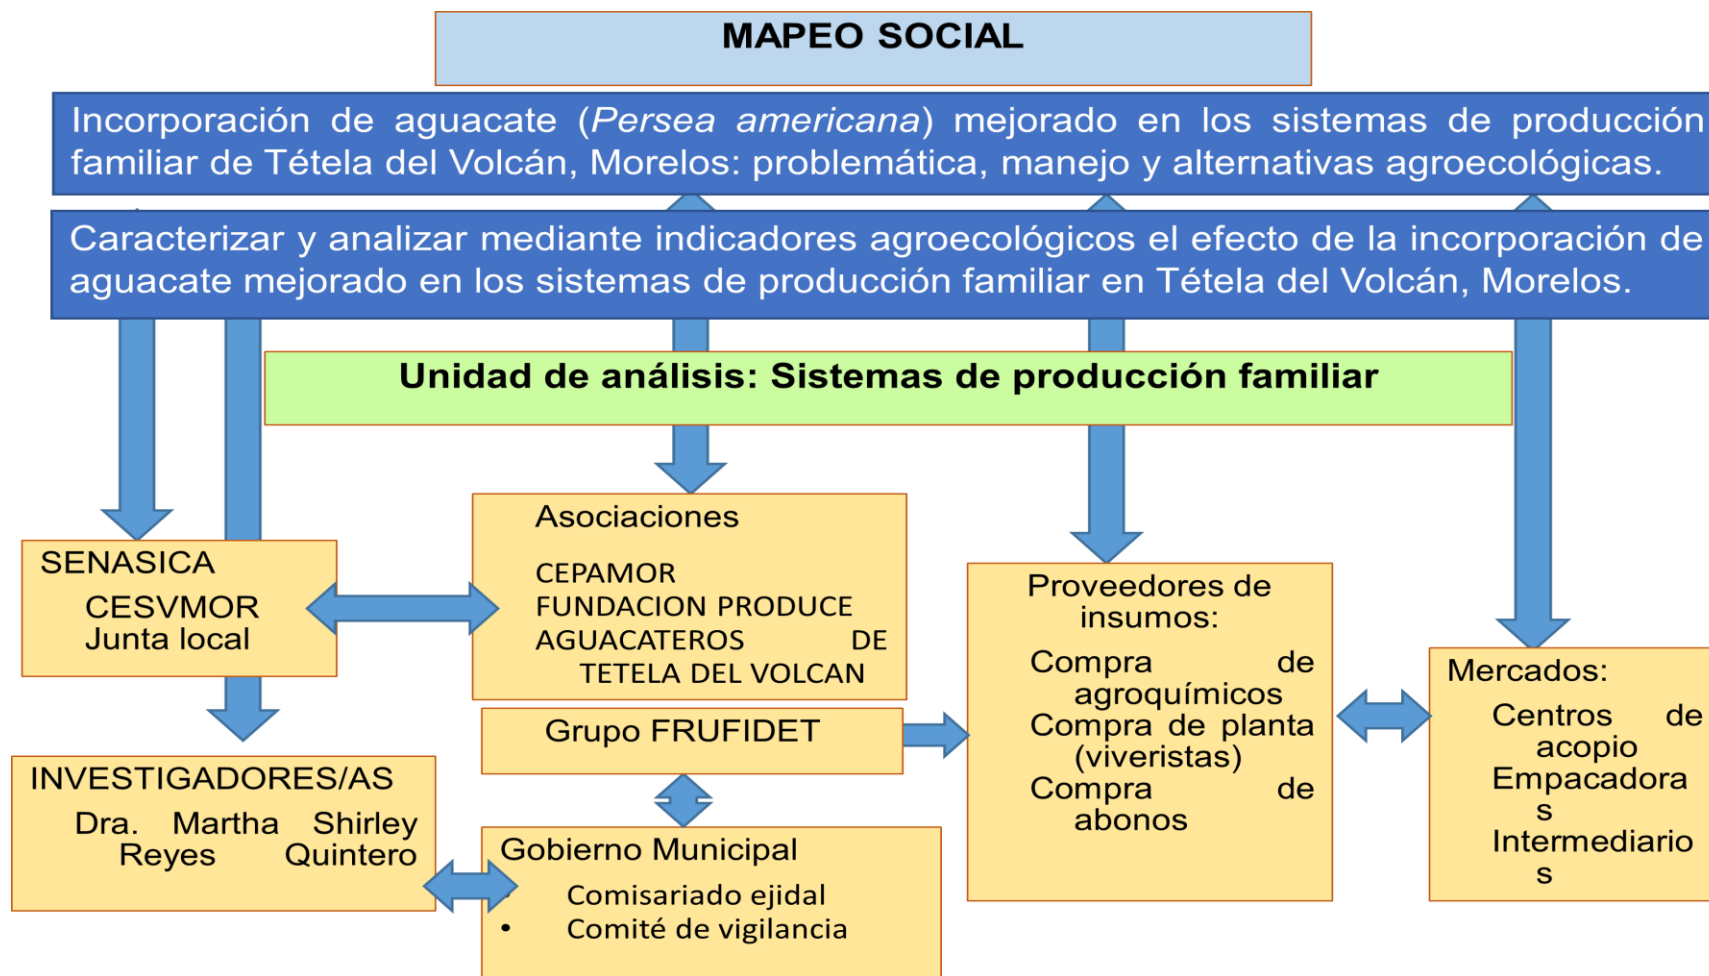 MAPEO SOCIAL
Incorporación de aguacate (Persea americana) mejorado en los sistemas de producción
familiar de Tétela del Volcán, Morelos: problemática, manejo y alternativas agroecológicas.
Caracterizar y analizar mediante indicadores agroecológicos el efecto de la incorporación de
aguacate mejorado en los sistemas de producción familiar en Tétela del Volcán, Morelos.
Unidad de análisis: Sistemas de producción familiar
SENASICA
CESVMOR
Junta local
Asociaciones
CEPAMOR
FUNDACION PRODUCE
AGUACATEROS DE
TETELA DEL VOLCAN
Proveedores de
insumos:
Compra de
agroquímicos
Compra de planta
(viveristas)
Compra de
abonos
Mercados:
Centros de
acopio
Empacadora
s
Intermediario
s
Grupo FRUFIDET
INVESTIGADORES/AS
Dra. Martha Shirley
Reyes Quintero
Gobierno Municipal
• Comisariado ejidal
• Comité de vigilancia